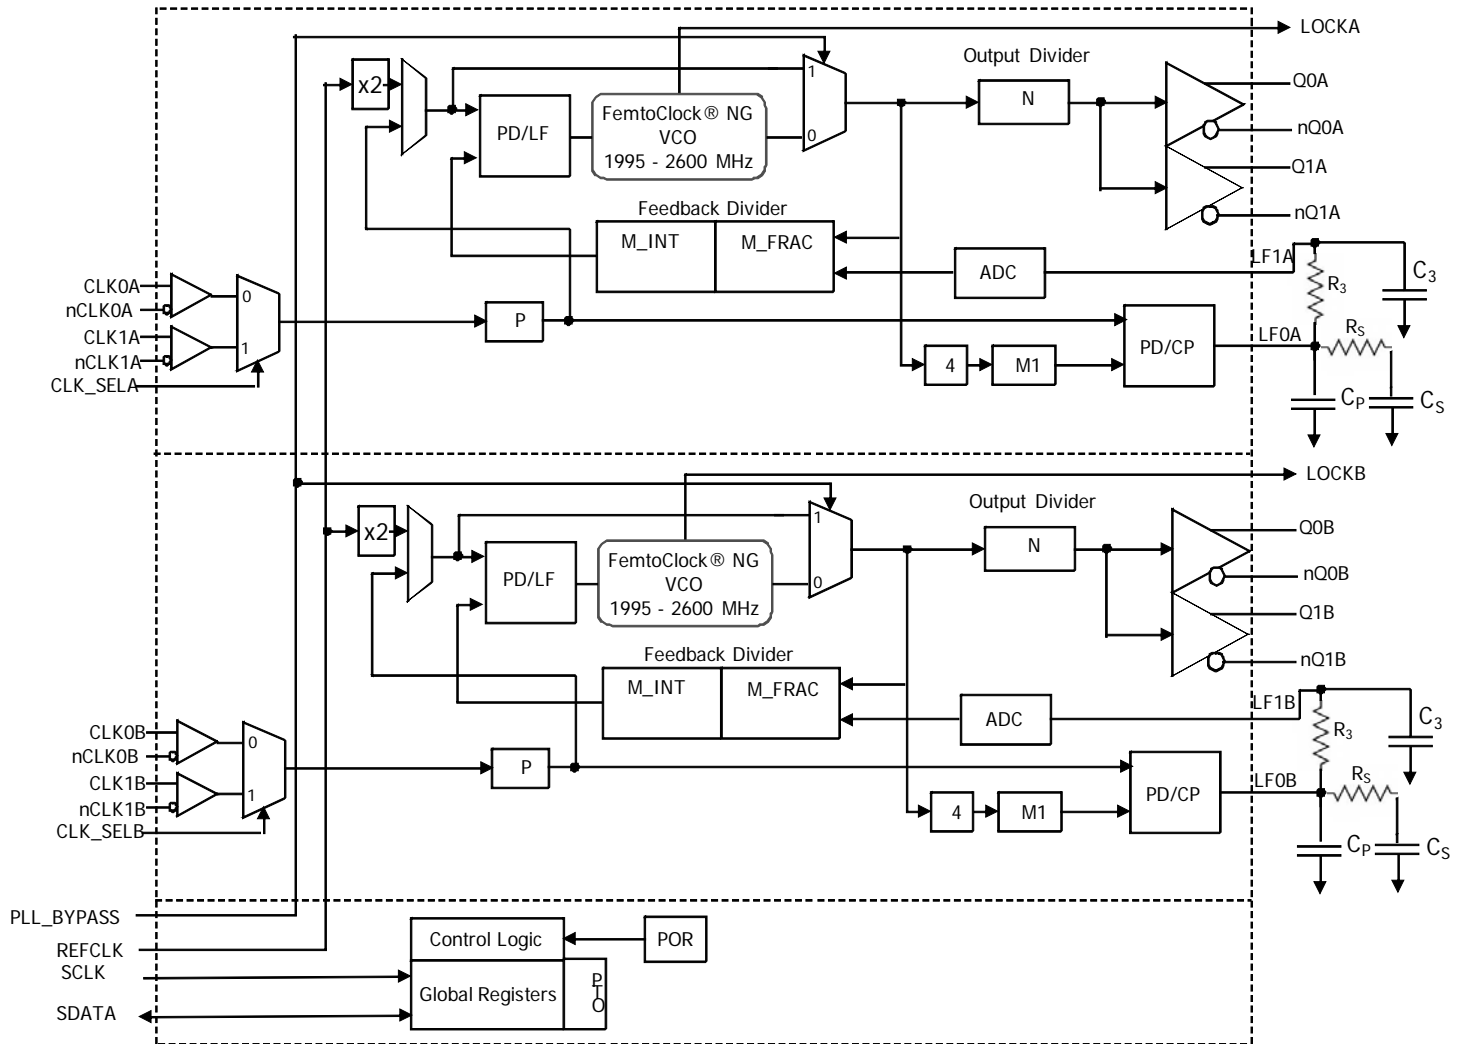 LOCKA
Output Divider
x2
1
Q0A
N
FemtoClock® NG
VCO
1995 - 2600 MHz
PD/LF
nQ0A
0
Q1A
Feedback Divider
nQ1A
M_INT
M_FRAC
LF1A
ADC
C3
R3
CLK0A
0
nCLK0A
P
CLK1A
RS
LF0A
1
PD/CP
nCLK1A
4
M1
CLK_SELA
CP
CS
LOCKB
Output Divider
x2
1
Q0B
N
FemtoClock® NG
VCO
1995 - 2600 MHz
PD/LF
nQ0B
0
Q1B
Feedback Divider
nQ1B
M_INT
M_FRAC
LF1B
ADC
C3
R3
CLK0B
0
nCLK0B
P
CLK1B
RS
LF0B
1
PD/CP
nCLK1B
4
M1
CLK_SELB
CP
CS
PLL_BYPASS
Control Logic
POR
REFCLK
SCLK
Global Registers
OTP
SDATA